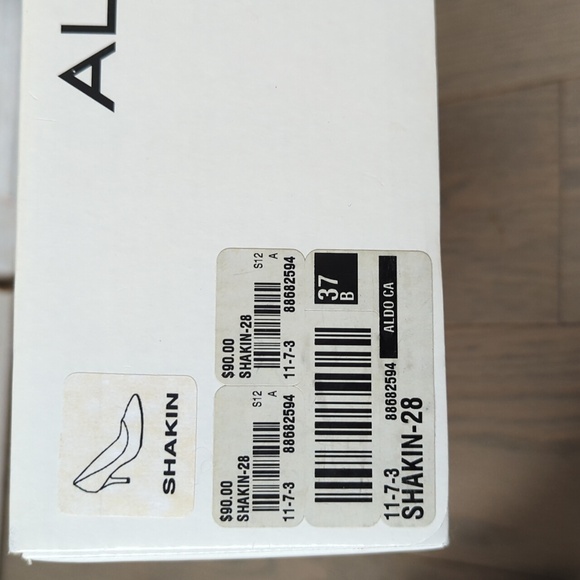 AL
SHAKIN
$90.00 S12
SHAKIN-28 A
11-7-3 88682594
$90.00 S12
SHAKIN-28 A
11-7-3 88682594
37
B
ALDO CA
11-7-3 88682594
SHAKIN-28